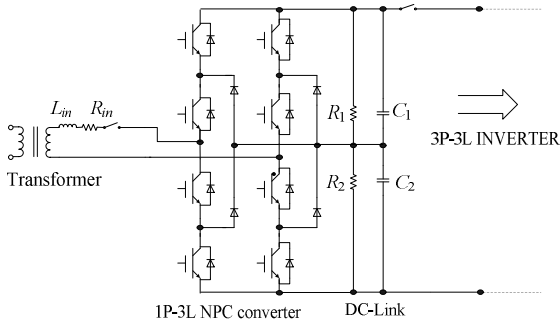 L_in R_in
R_1 C_1
3P-3L INVERTER
Transformer
R_2 C_2
1P-3L NPC converter DC-Link